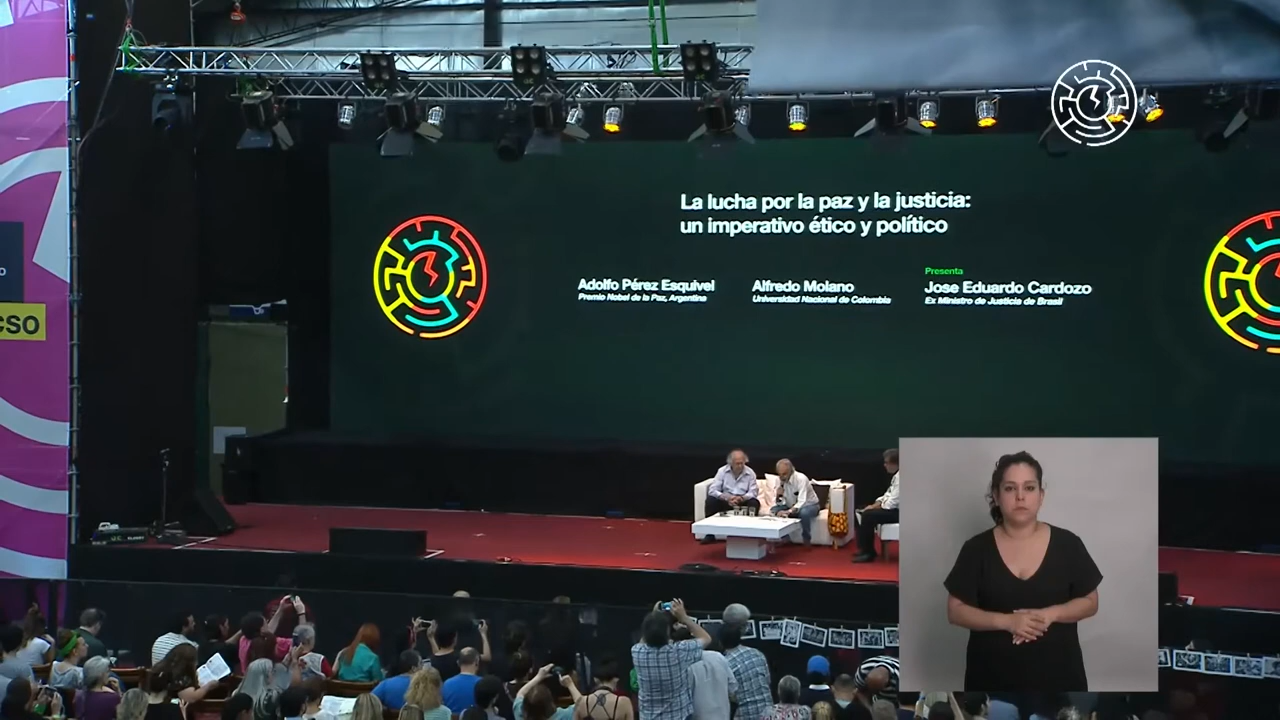 La lucha por la paz y la justicia:
un imperativo ético y político
Adolfo Pérez Esquivel
Premio Nobel de la Paz, Argentina
Alfredo Molano
Universidad Nacional de Colombia
Presenta
Jose Eduardo Cardozo
Ex Ministro de Justicia de Brasil
CSO